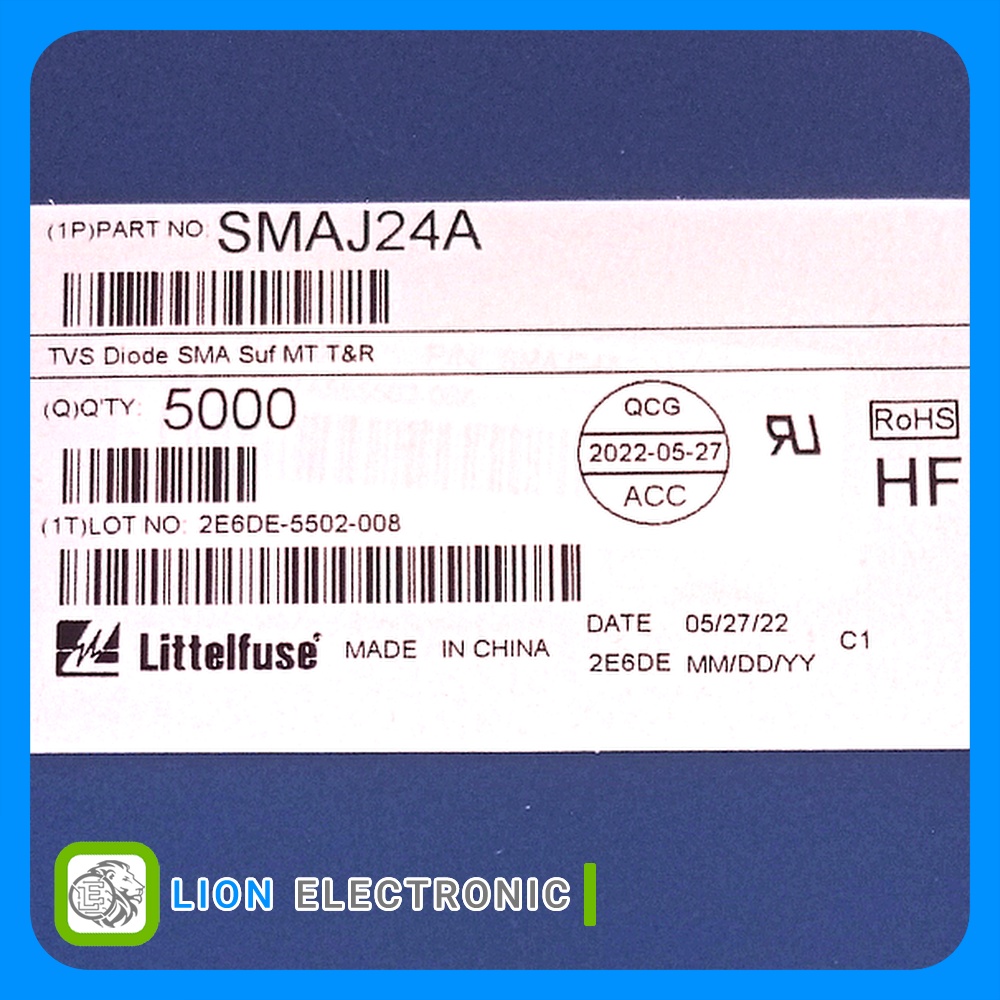 (1P)PART NO: SMAJ24A
TVS Diode SMA Suf MT T&R
(Q)Q'TY: 5000
QCG
2022-05-27
ACC
RoHS
HF
(1T)LOT NO: 2E6DE-5502-008
Littelfuse
MADE IN CHINA
DATE 05/27/22
2E6DE MM/DD/YY
C1
LION ELECTRONIC